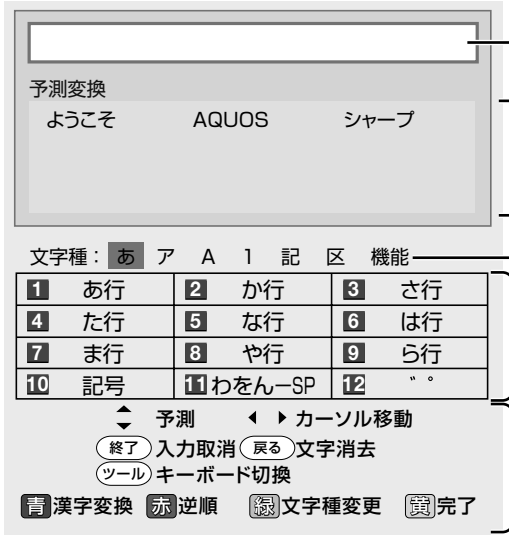 予測変換
ようこそ AQUOS シャープ
文字種： あ ア A 1 記 区 機能
1 あ行 2 か行 3 さ行
4 た行 5 な行 6 は行
7 ま行 8 や行 9 ら行
10 記号 11 わをんーSP 12 ゛゜
予測 カーソル移動
終了 入力取消 戻る 文字消去
ツール キーボード切換
青 漢字変換 赤 逆順 緑 文字種変更 黄 完了